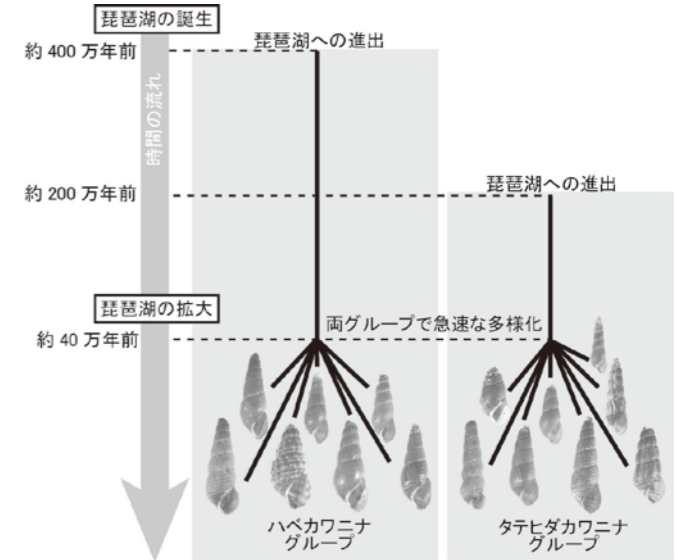 琵琶湖の誕生
約 400 万年前
琵琶湖への進出
時間の流れ
約 200 万年前
琵琶湖への進出
琵琶湖の拡大
約 40 万年前
両グループで急速な多様化
ハベカワニナ
グループ
タテヒダカワニナ
グループ